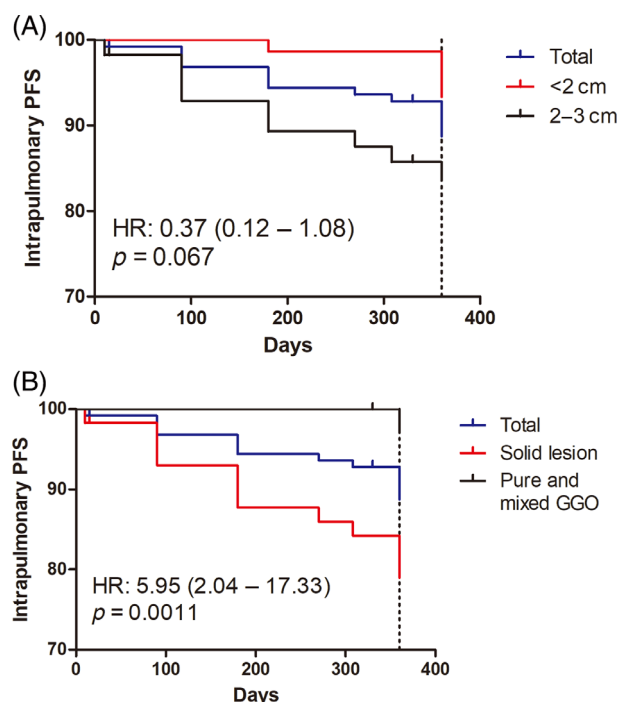 (A)
Intrapulmonary PFS
100
90
80
70
0
100
200
300
400
Days
HR: 0.37 (0.12 – 1.08)
p = 0.067
Total
<2 cm
2–3 cm
(B)
Intrapulmonary PFS
100
90
80
70
0
100
200
300
400
Days
HR: 5.95 (2.04 – 17.33)
p = 0.0011
Total
Solid lesion
Pure and
mixed GGO